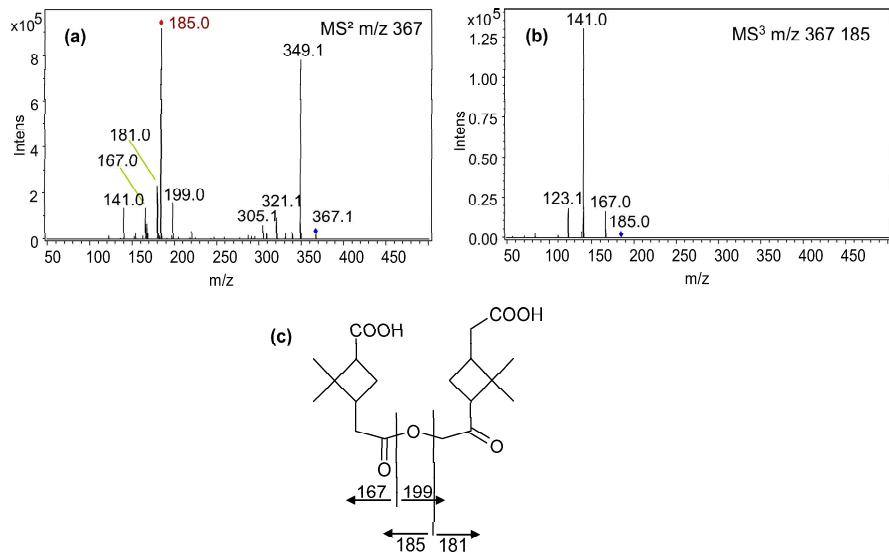 (a)
MS² m/z 367
x10⁵
8
6
4
2
0
Intens
185.0
349.1
181.0
167.0
141.0
199.0
305.1
321.1
367.1
50 100 150 200 250 300 350 400 450
m/z
(b)
MS³ m/z 367 185
x10⁵
1.25
1.00
0.75
0.50
0.25
0.00
Intens
141.0
123.1
167.0
185.0
50 100 150 200 250 300 350 400 450
m/z
(c)
COOH
COOH
O
O
O
167 199
185 181